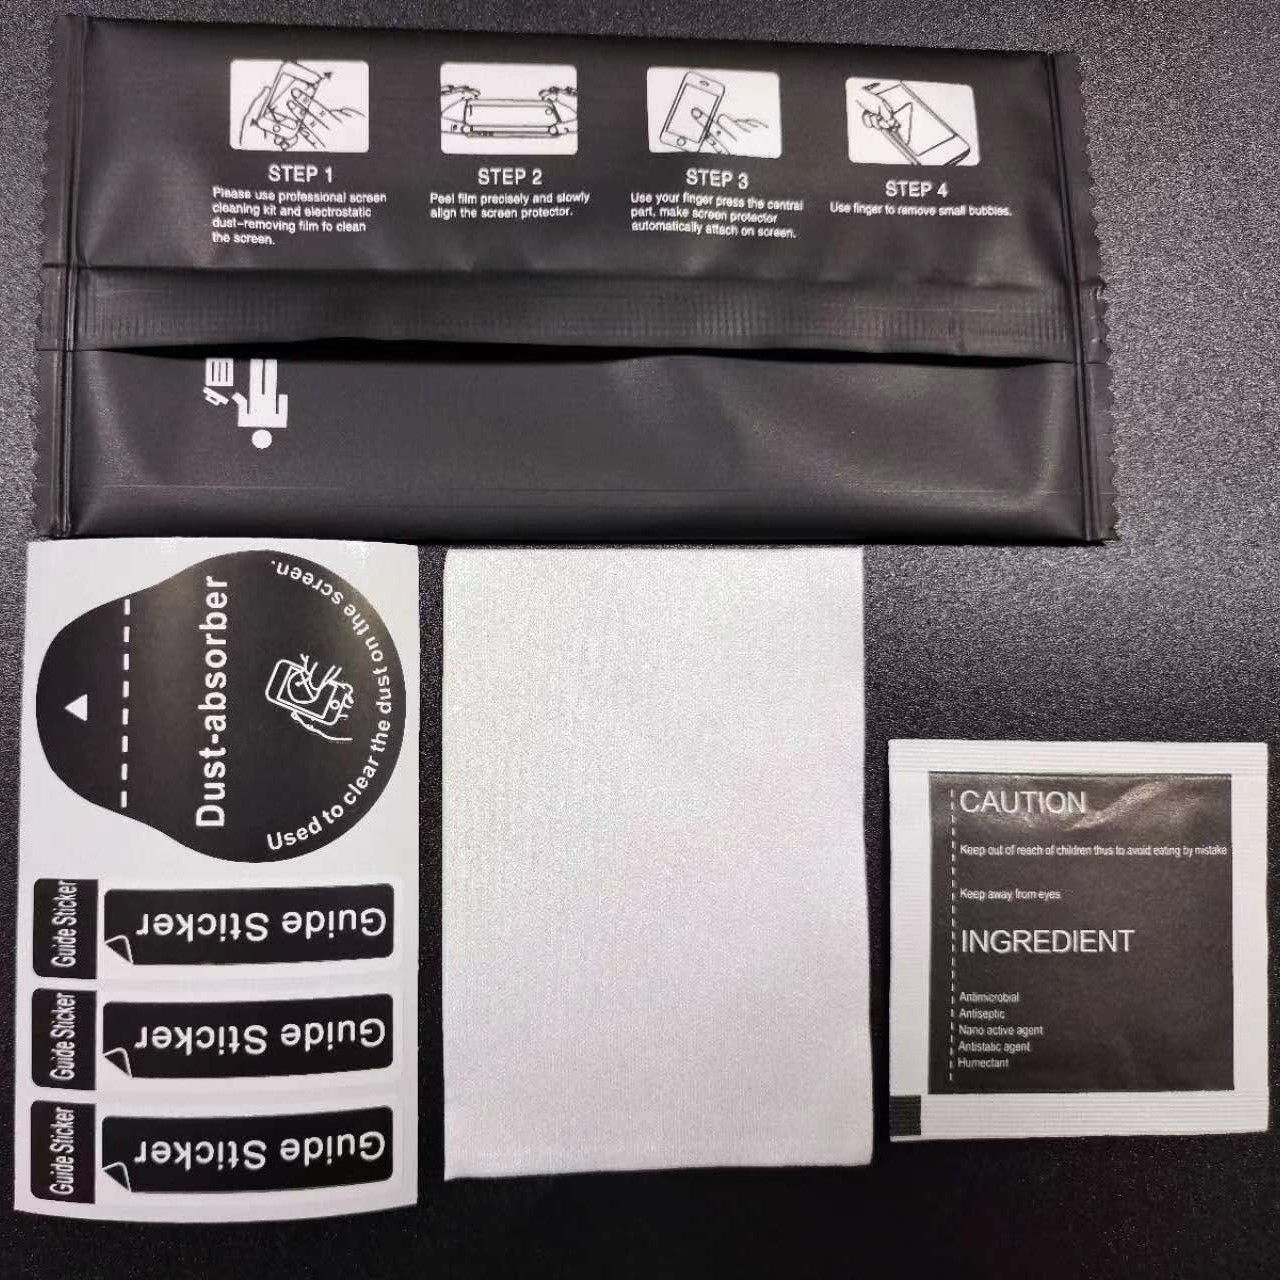 STEP 1
Please use professional screen
cleaning kit and electrostatic
dust-removing film to clean
the screen.
STEP 2
Peel film precisely and slowly
align the screen protector.
STEP 3
Use your finger press the central
part, make screen protector
automatically attach on screen.
STEP 4
Use finger to remove small bubbles.
Dust-absorber
Used to clear the dust on the screen.
Guide Sticker
Guide Sticker
Guide Sticker
Guide Sticker
Guide Sticker
Guide Sticker
CAUTION
Keep out of reach of children thus to avoid eating by mistake
Keep away from eyes
INGREDIENT
Antimicrobial
Antiseptic
Nano active agent
Antistatic agent
Humectant